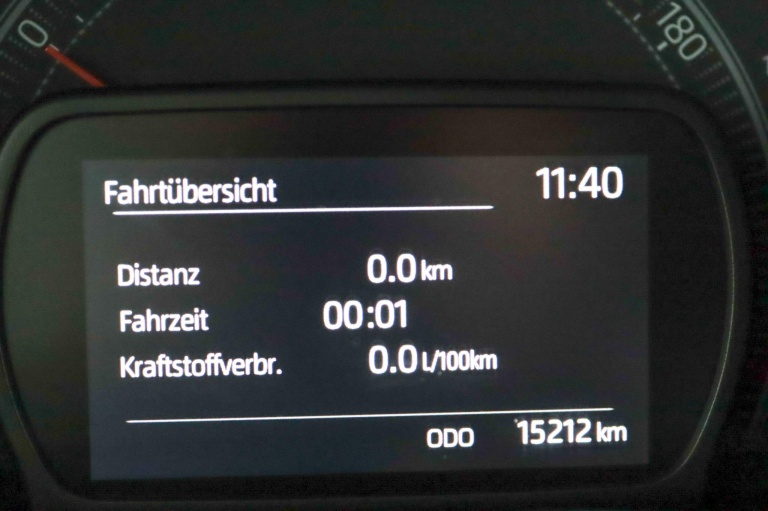 0
180
Fahrtübersicht 11:40
Distanz 0.0 km
Fahrzeit 00:01
Kraftstoffverbr. 0.0 L/100km
ODO 15212 km